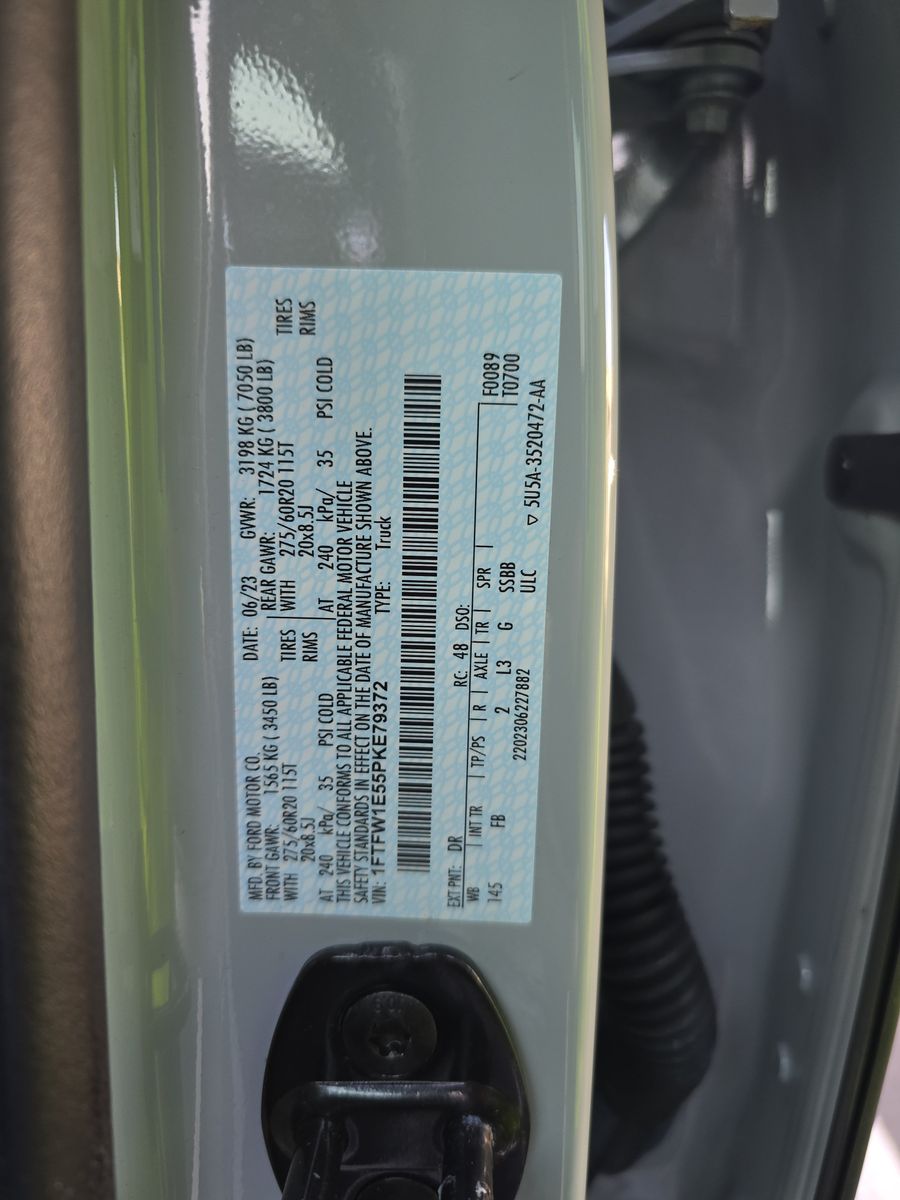 MFD. BY FORD MOTOR CO.
DATE: 06/23 GVWR: 3198 KG ( 7050 LB)
FRONT GAWR: 1565 KG ( 3450 LB) REAR GAWR: 1724 KG ( 3800 LB)
WITH 275/60R20 115T TIRES WITH 275/60R20 115T TIRES
20x8.5J RIMS 20x8.5J RIMS
AT 240 kPa/ 35 PSI COLD AT 240 kPa/ 35 PSI COLD
THIS VEHICLE CONFORMS TO ALL APPLICABLE FEDERAL MOTOR VEHICLE
SAFETY STANDARDS IN EFFECT ON THE DATE OF MANUFACTURE SHOWN ABOVE.
VIN: 1FTFW1E55PKE79372 TYPE: Truck
EXT PNT: DR RC: 48 DSO: F0089
WB INT TR TP/PS R AXLE TR SPR T0700
145 FB 2 L3 G SSBB
2202306227882 ULC ▽ 5U5A-3520472-AA